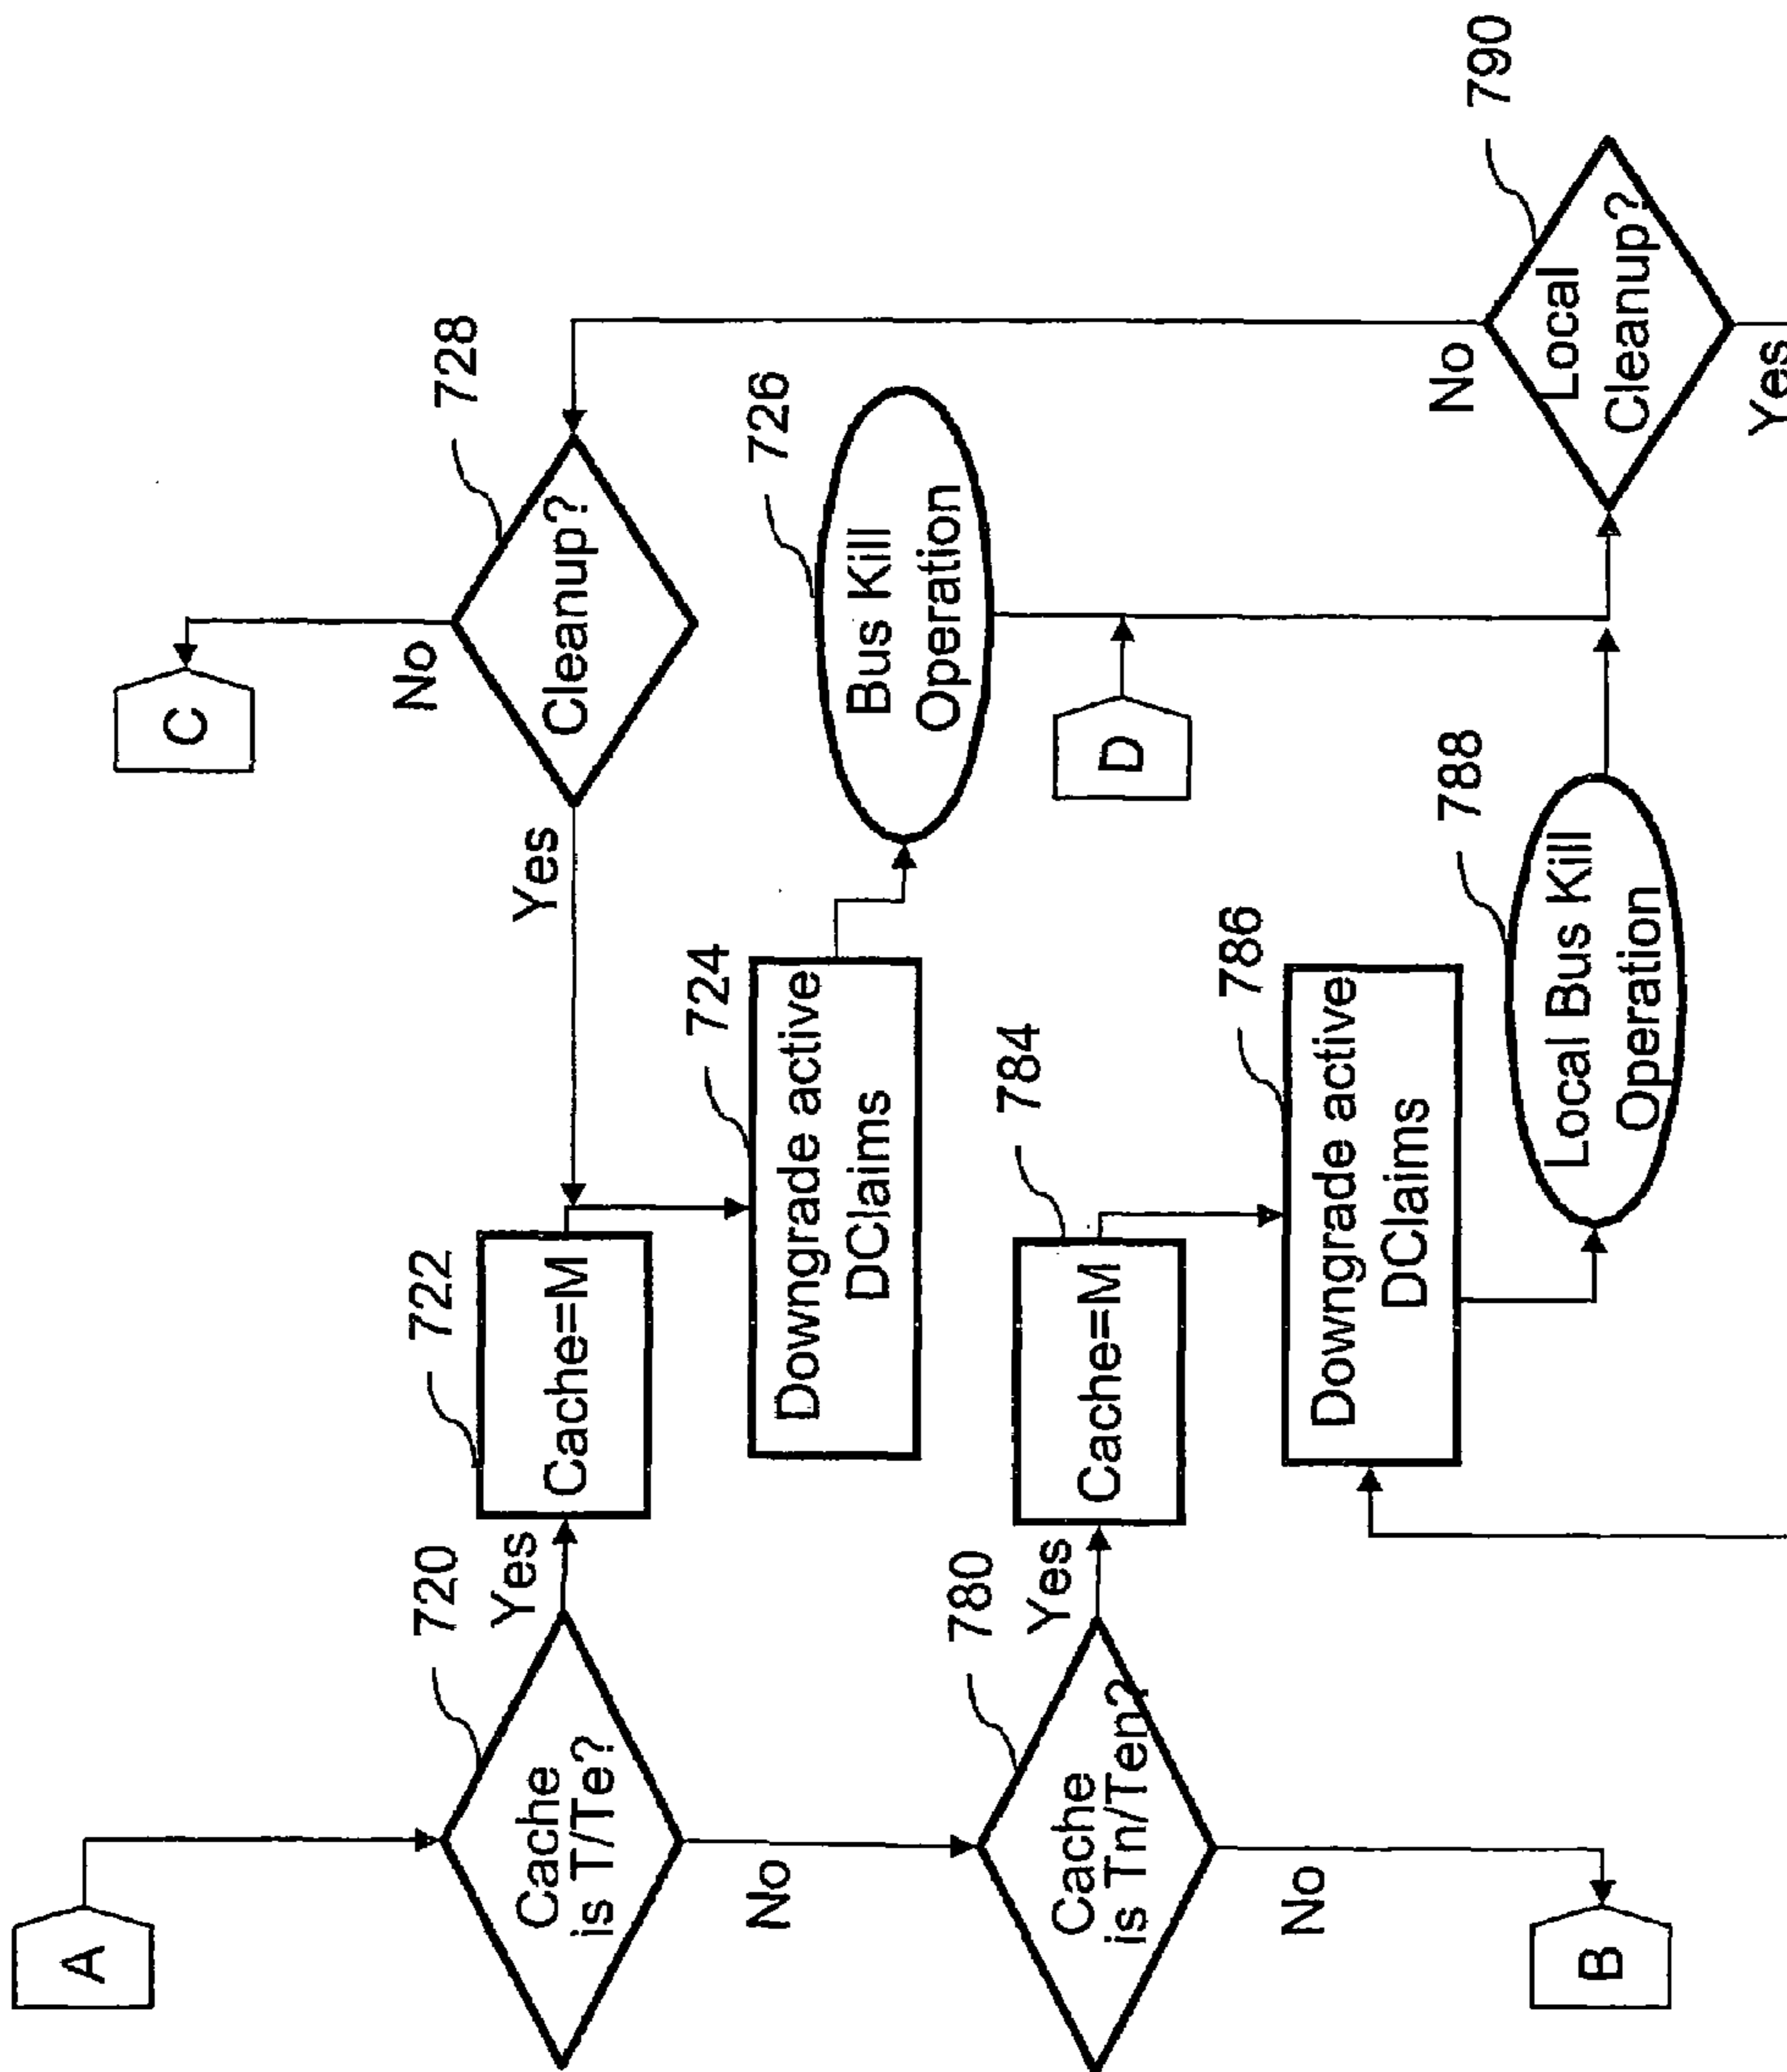 A
720
Cache
is T/Te?
Yes
No
722
Cache=M
724
Downgrade active
DClaims
726
Bus Kill
Operation
728
Cleanup?
Yes
No
C
D
780
Cache
is Tn/Ten?
Yes
No
B
784
Cache=M
786
Downgrade active
DClaims
788
Local Bus Kill
Operation
790
Local
Cleanup?
No
Yes